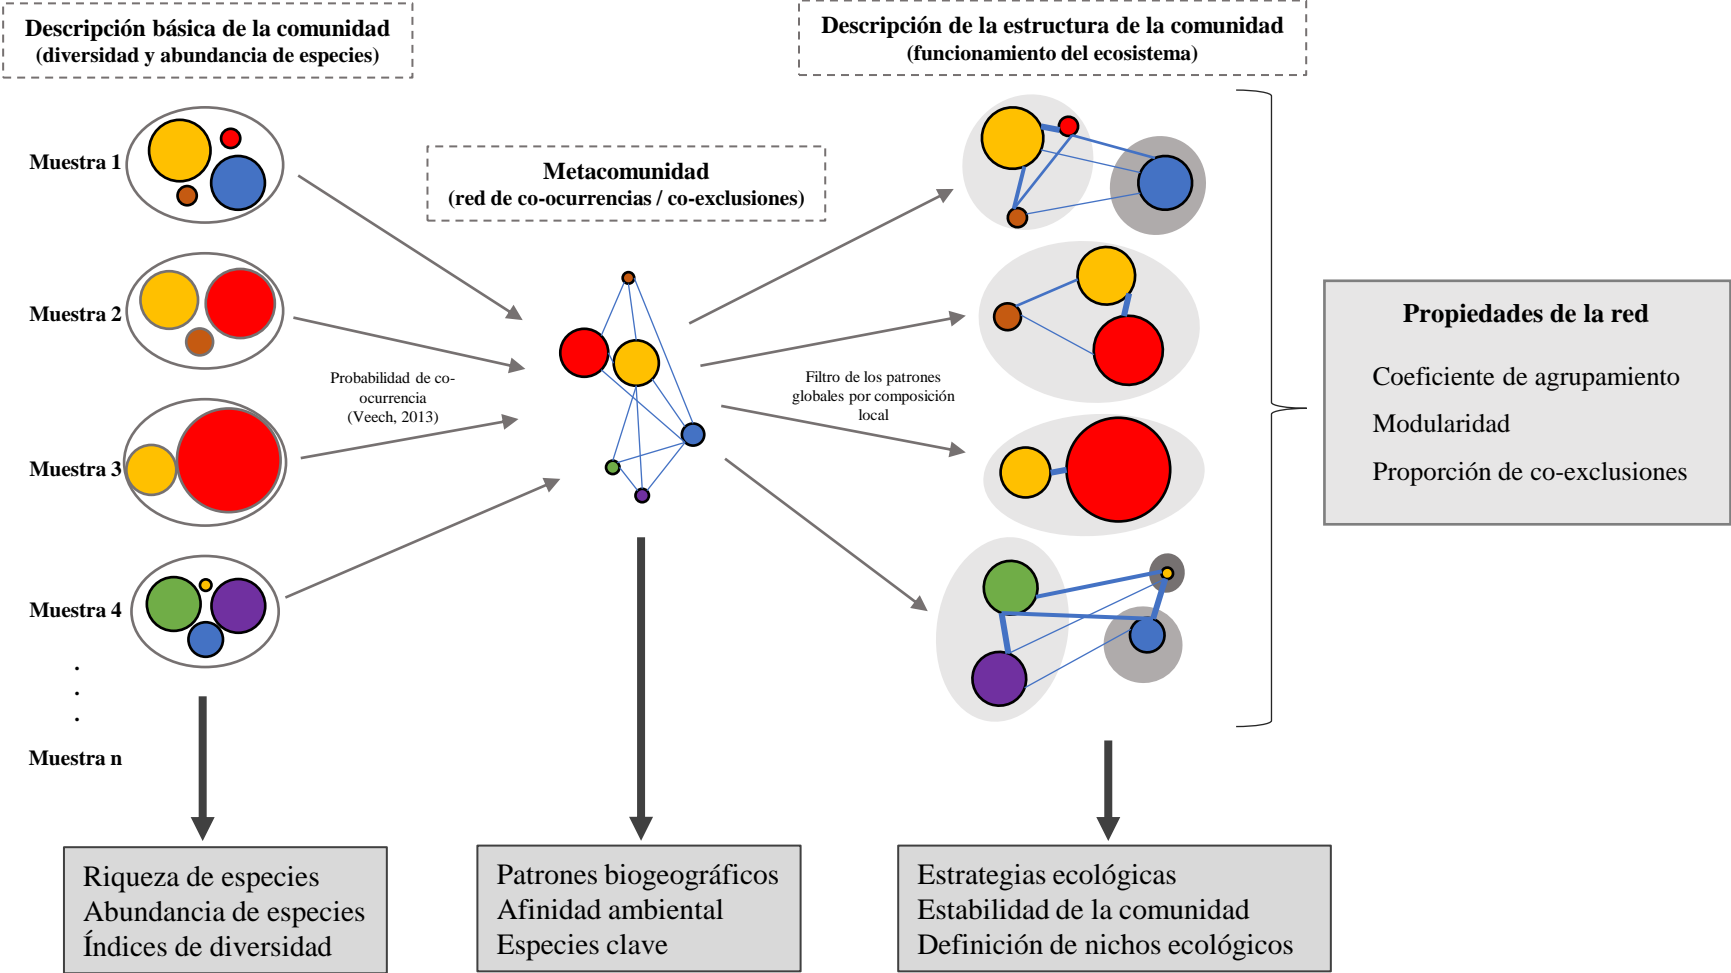 Descripción básica de la comunidad
(diversidad y abundancia de especies)
Descripción de la estructura de la comunidad
(funcionamiento del ecosistema)
Metacomunidad
(red de co-ocurrencias / co-exclusiones)
Muestra 1
Muestra 2
Muestra 3
Muestra 4
.
.
.
Muestra n
Probabilidad de co-
ocurrencia
(Veech, 2013)
Filtro de los patrones
globales por composición
local
Propiedades de la red
Coeficiente de agrupamiento
Modularidad
Proporción de co-exclusiones
Riqueza de especies
Abundancia de especies
Índices de diversidad
Patrones biogeográficos
Afinidad ambiental
Especies clave
Estrategias ecológicas
Estabilidad de la comunidad
Definición de nichos ecológicos